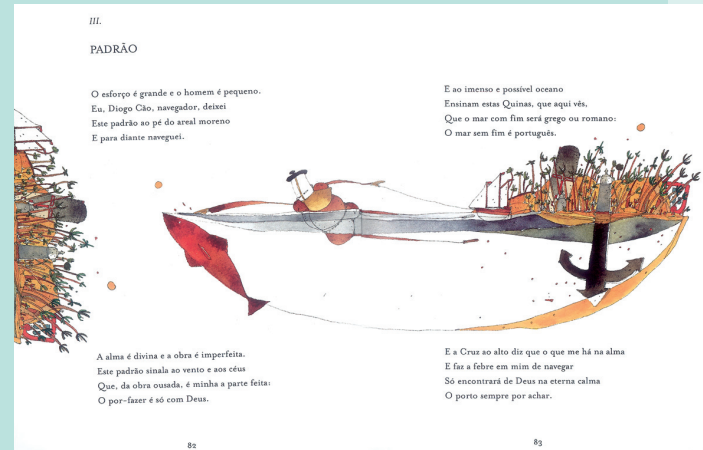 III.
PADRÃO
O esforço é grande e o homem é pequeno.
Eu, Diogo Cão, navegador, deixei
Este padrão ao pé do areal moreno
E para diante naveguei.
A alma é divina e a obra é imperfeita.
Este padrão sinala ao vento e aos céus
Que, da obra ousada, é minha a parte feita:
O por-fazer é só com Deus.
82
E ao imenso e possível oceano
Ensinam estas Quinas, que aqui vês,
Que o mar com fim será grego ou romano:
O mar sem fim é português.
E a Cruz ao alto diz que o que me há na alma
E faz a febre em mim de navegar
Só encontrará de Deus na eterna calma
O porto sempre por achar.
83